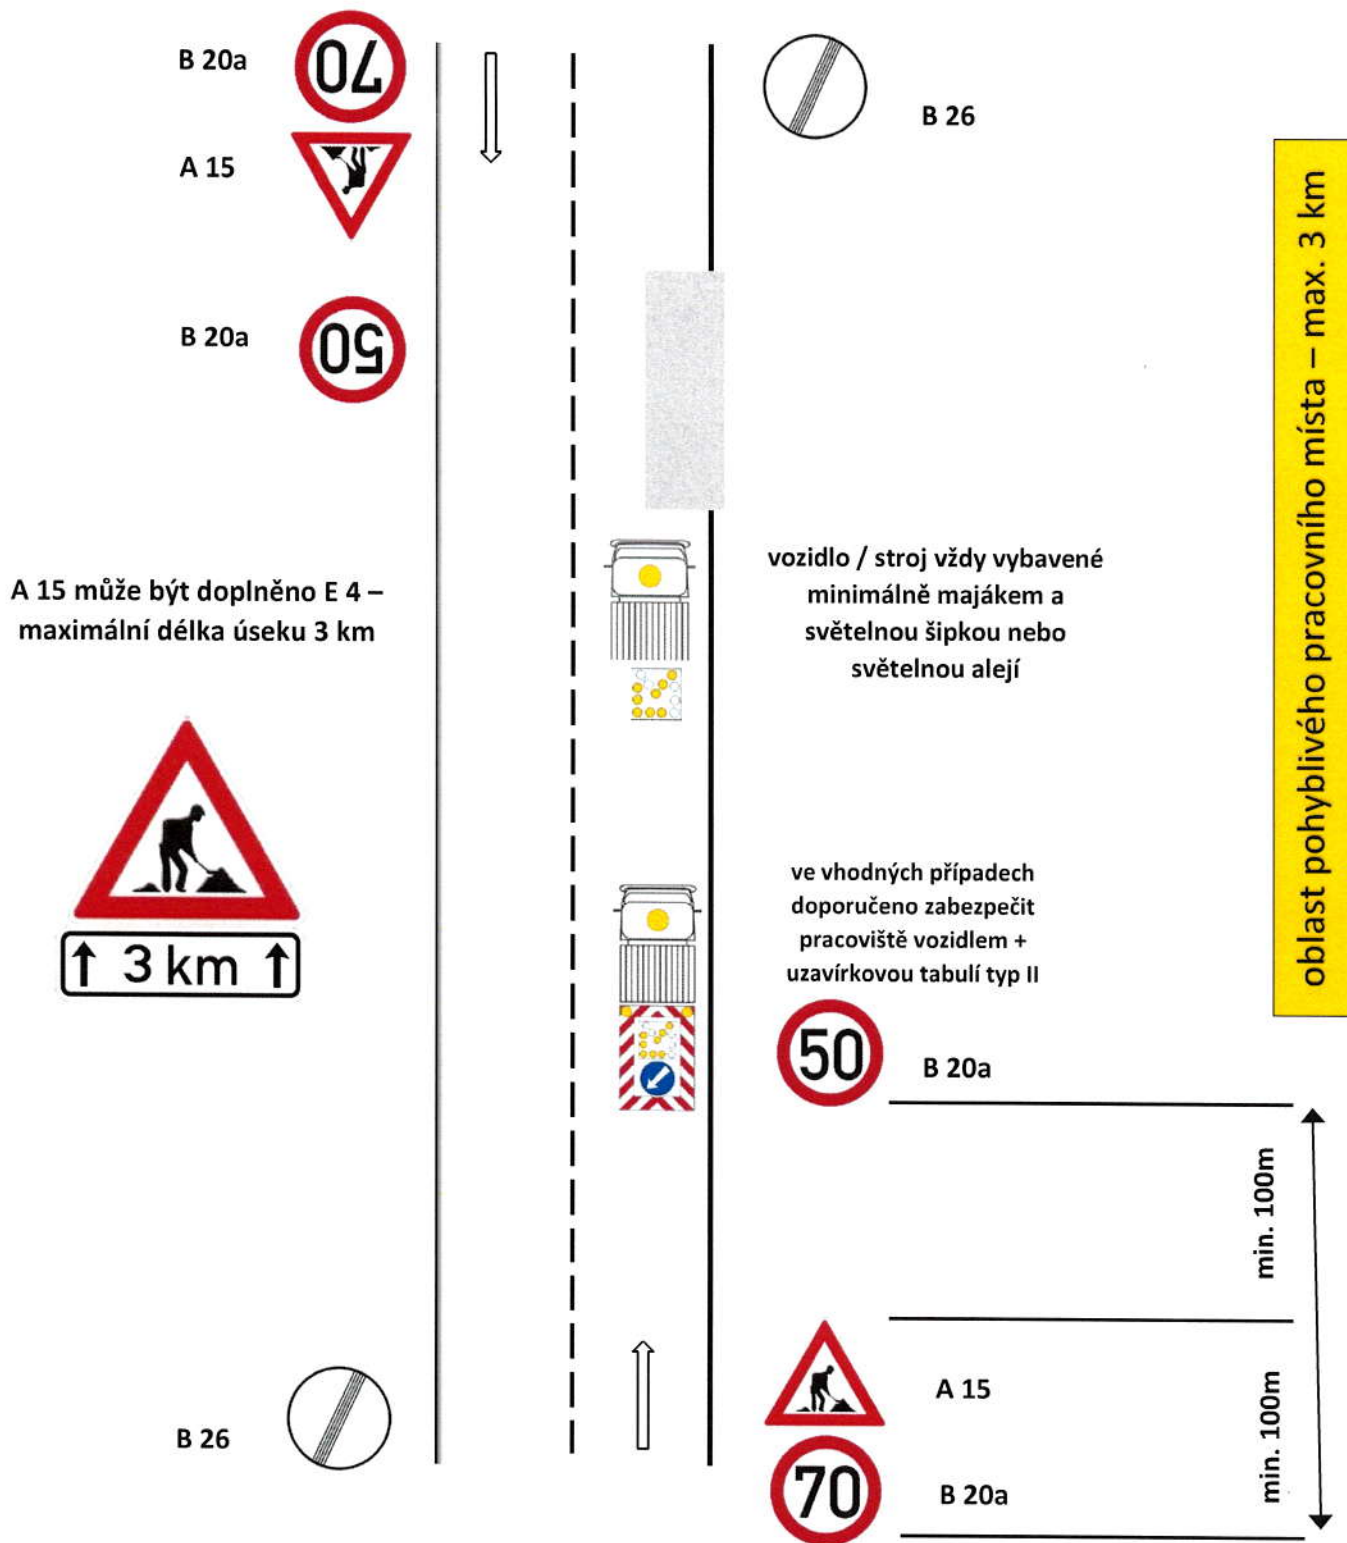 B 20a
70
A 15
B 20a
50
B 26
A 15 může být doplněno E 4 –
maximální délka úseku 3 km
3 km
vozidlo / stroj vždy vybavené
minimálně majákem a
světelnou šipkou nebo
světelnou alejí
ve vhodných případech
doporučeno zabezpečit
pracoviště vozidlem +
uzavírkovou tabulí typ II
50
B 20a
oblast pohyblivého pracovního místa – max. 3 km
min. 100m
A 15
min. 100m
70
B 20a
B 26